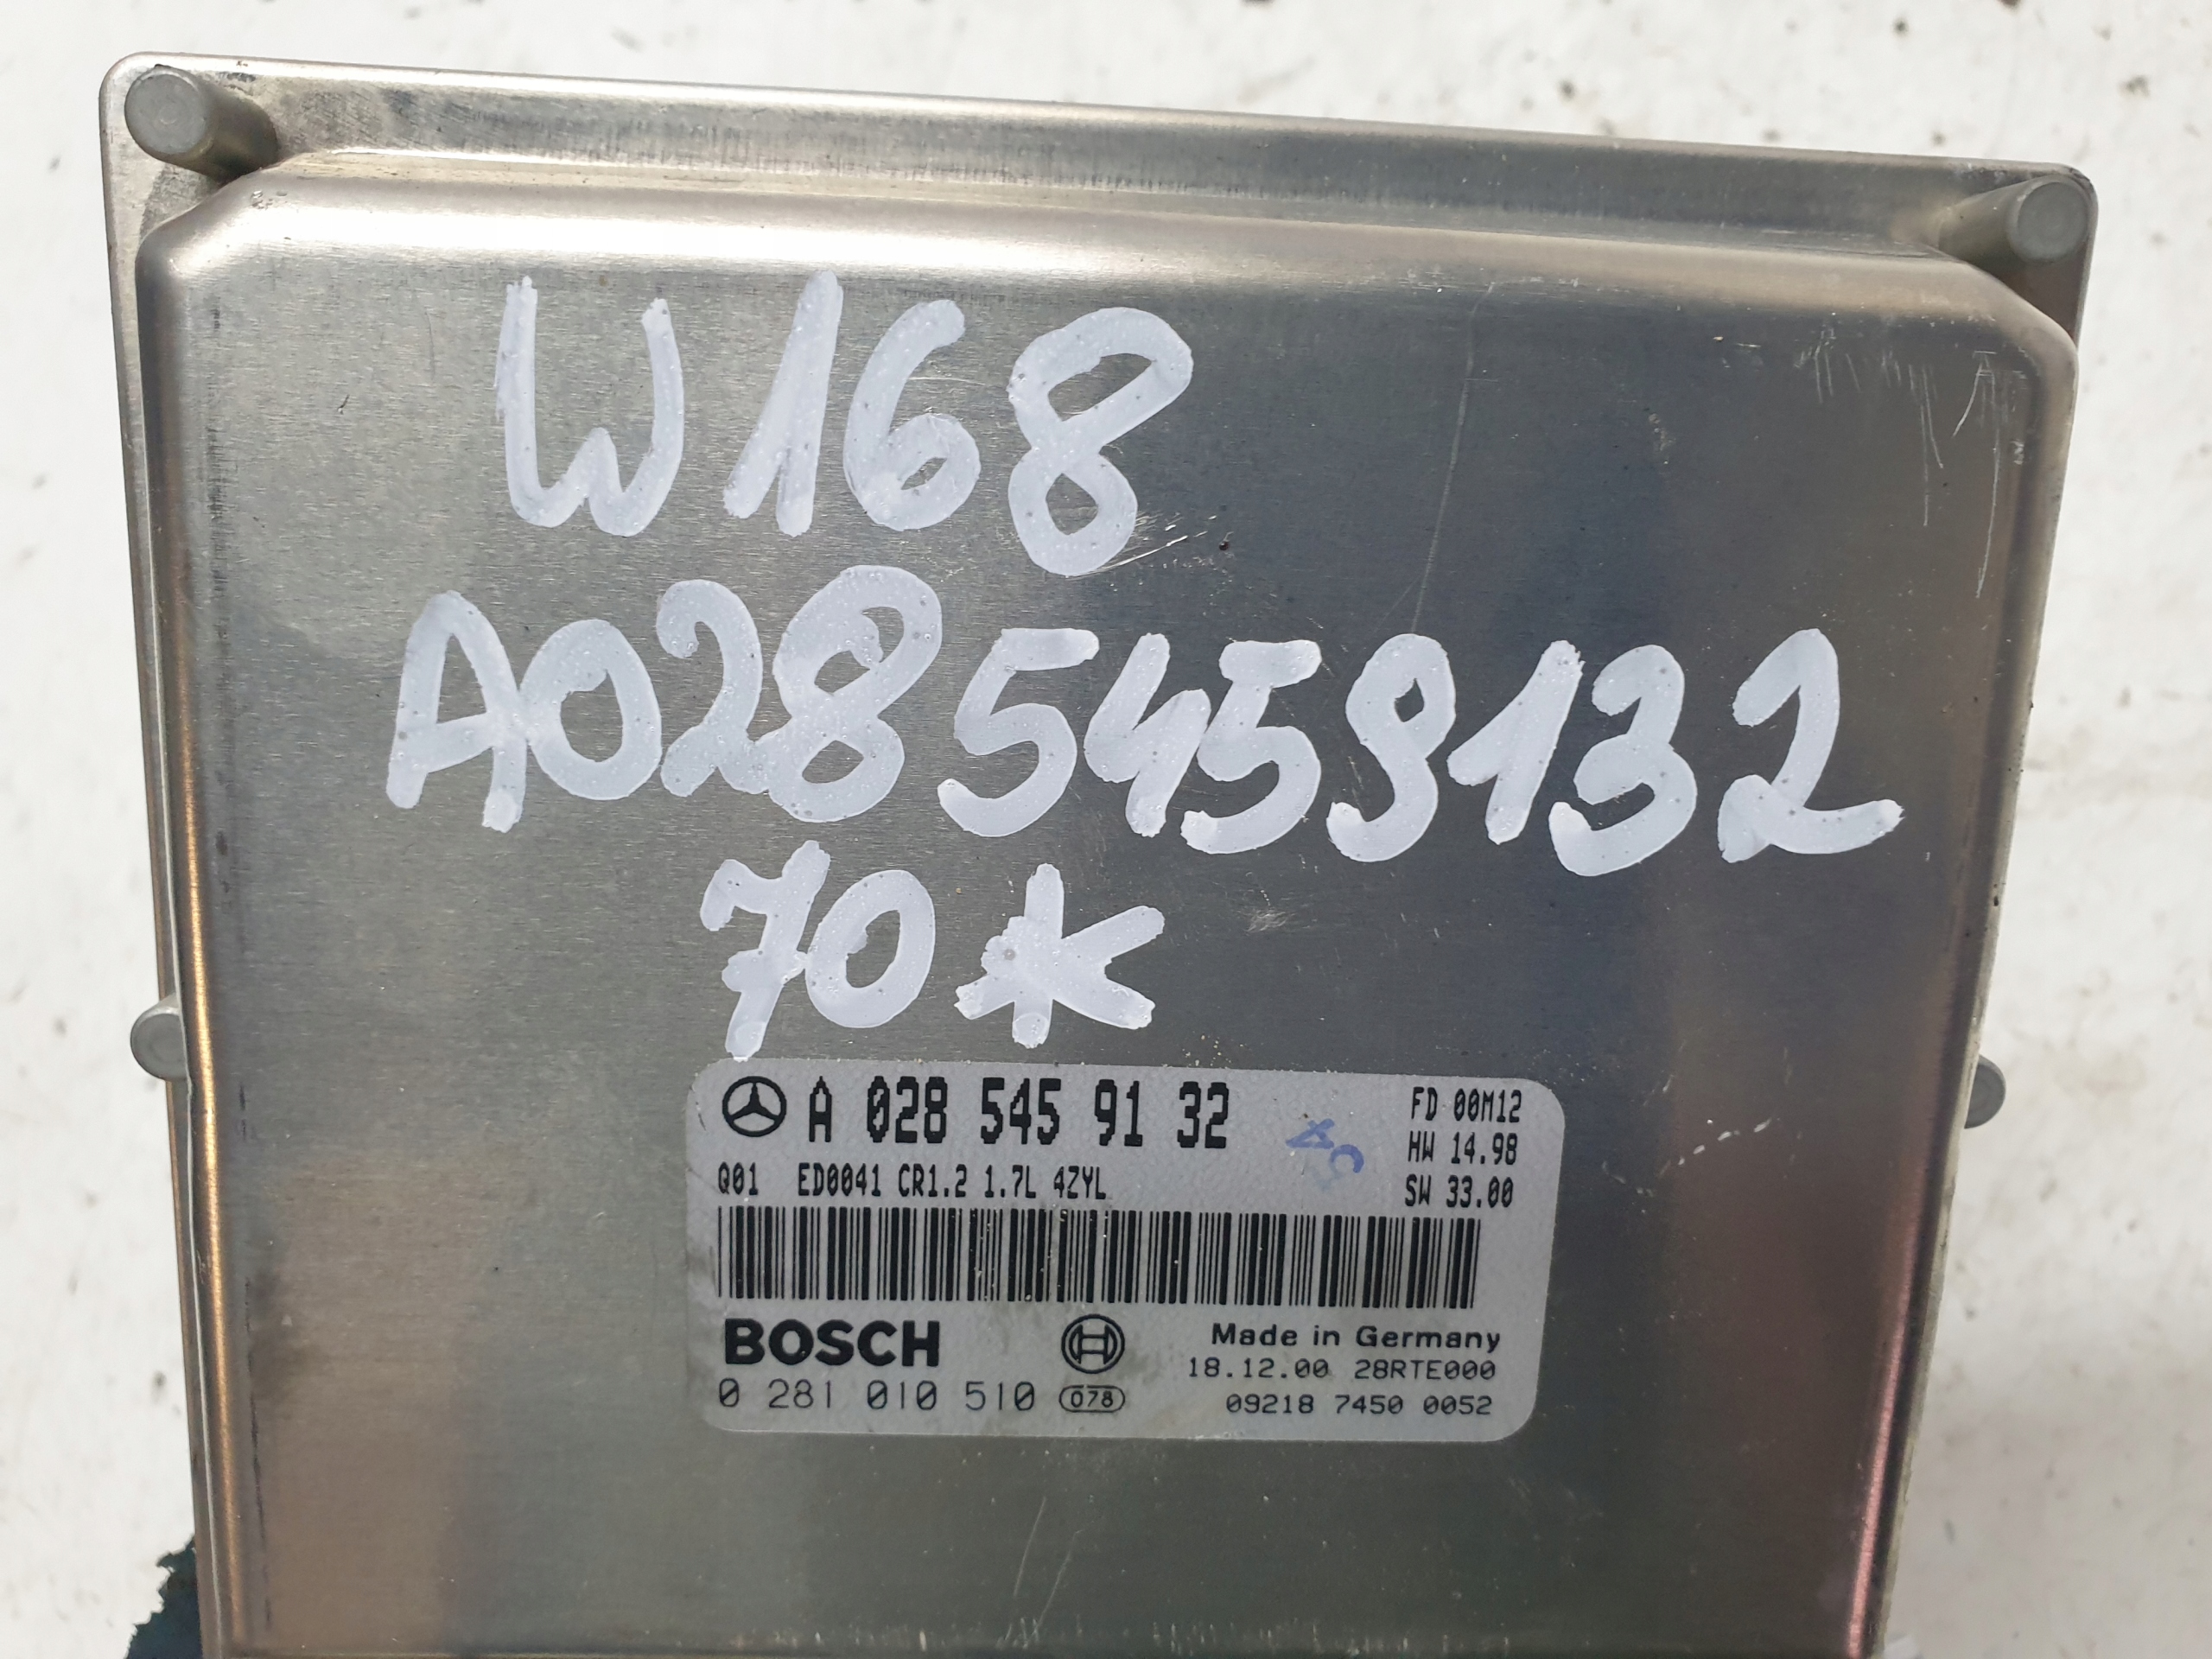 W168
A0285459132
70*
A 028 545 91 32
FD 00M12
HW 14.98
Q01 ED0041 CR1.2 1.7L 4ZYL
SW 33.00
BOSCH
Made in Germany
18.12.00 28RTE000
0 281 010 510 078
09218 7450 0052